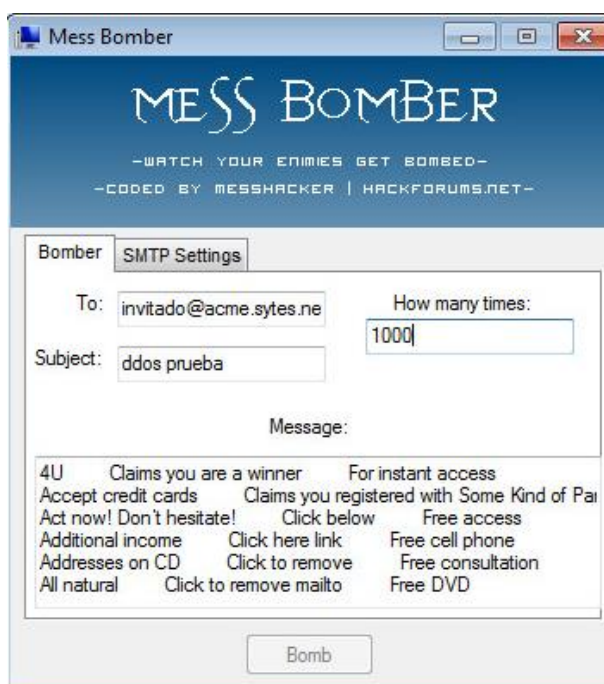 Mess Bomber
MESS BOMBER
-WATCH YOUR ENIMIES GET BOMBED-
-CODED BY MESSHACKER | HACKFORUMS.NET-
Bomber SMTP Settings
To: invitado@acme.sytes.ne How many times:
1000
Subject: ddos prueba
Message:
4U Claims you are a winner For instant access
Accept credit cards Claims you registered with Some Kind of Par
Act now! Don't hesitate! Click below Free access
Additional income Click here link Free cell phone
Addresses on CD Click to remove Free consultation
All natural Click to remove mailto Free DVD
Bomb